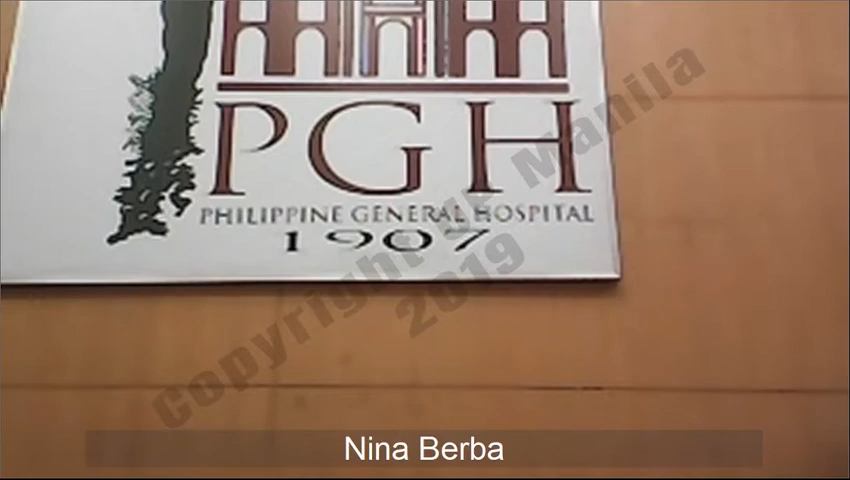 PGH
PHILIPPINE GENERAL HOSPITAL
1907
Copyright UP Manila
2019
Nina Berba